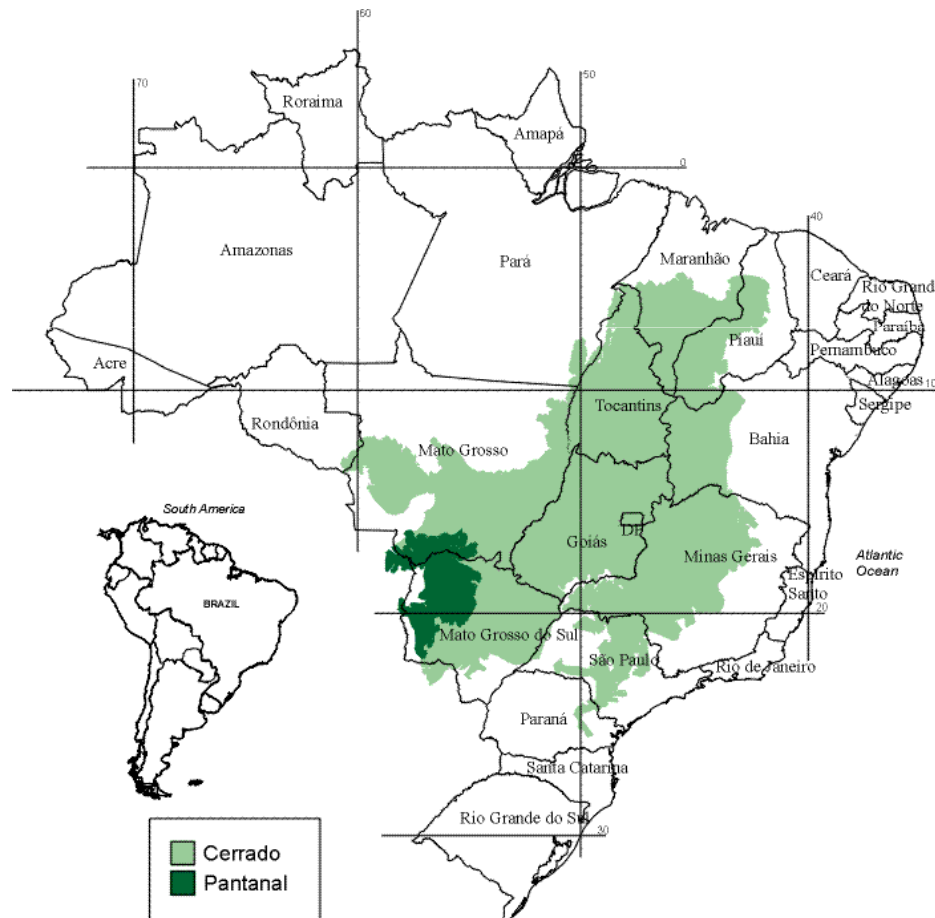 60
70
50
Roraima
Amapá
0
40
Amazonas
Pará
Maranhão
Ceará
Rio Grande
do Norte
Paraíba
Piauí
Pernambuco
Acre
Alagoas
10
Sergipe
Tocantins
Rondônia
Bahia
Mato Grosso
South America
DF
Goiás
Minas Gerais
Atlantic
Ocean
Espírito
Santo
BRAZIL
20
Mato Grosso do Sul
São Paulo
Rio de Janeiro
Paraná
Santa Catarina
Rio Grande do Sul
30
Cerrado
Pantanal